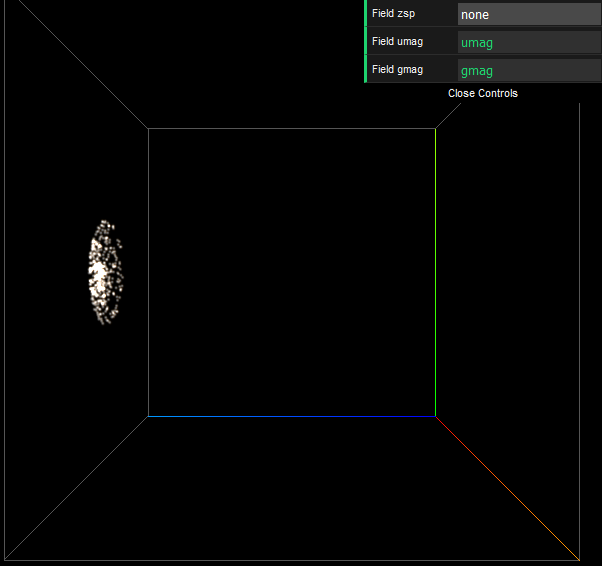 Field zsp none
Field umag umag
Field gmag gmag
Close Controls